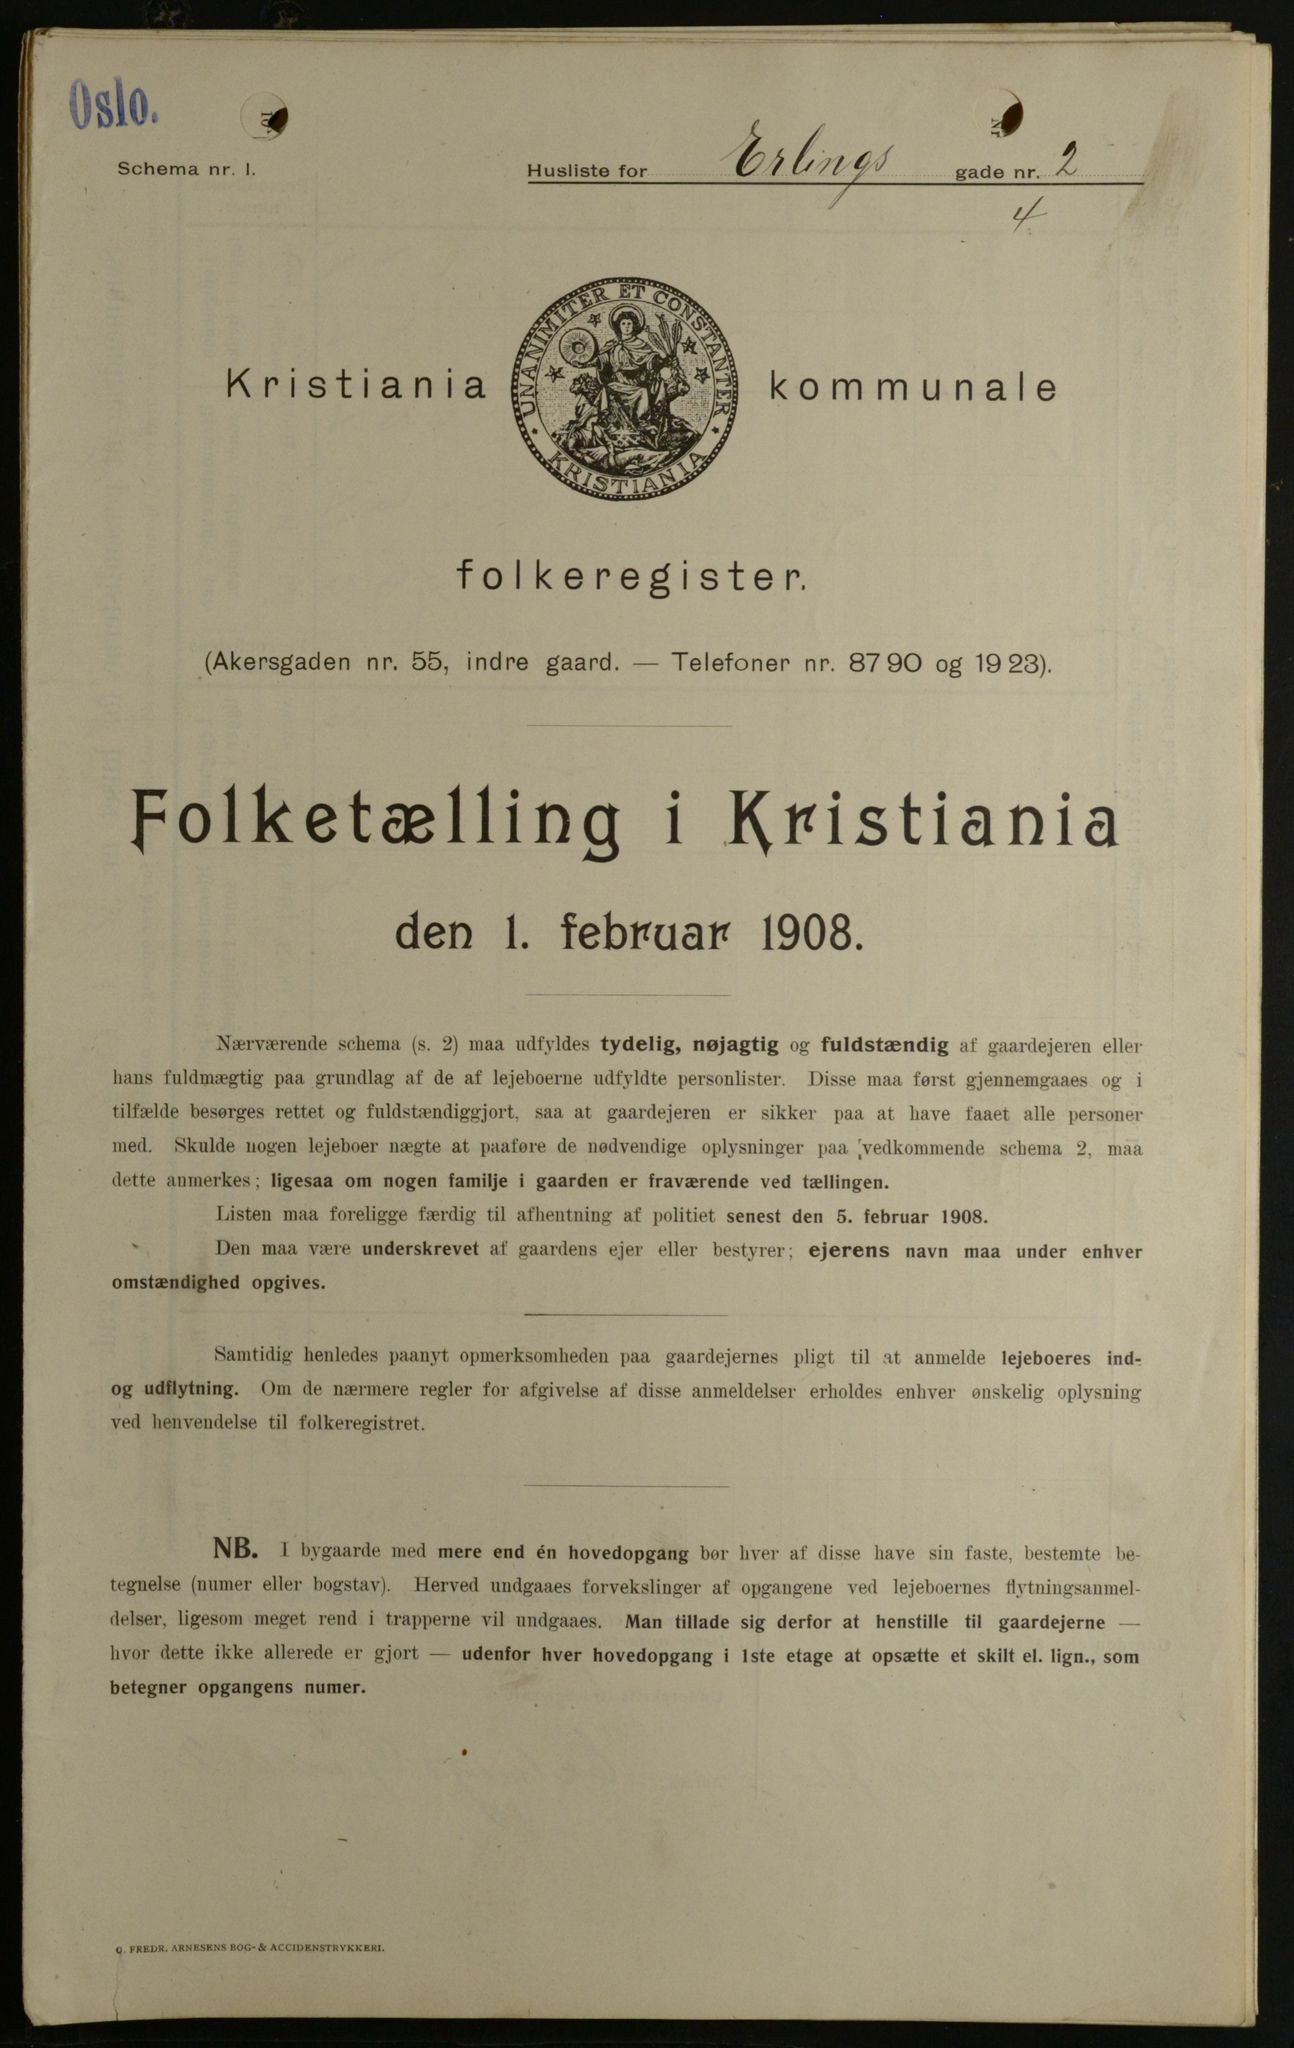 Oslo.
Schema nr. 1.
Husliste for Erlings gade nr. 2
4
Nr
UNANIMITER ET CONSTANTER
KRISTIANIA
Kristiania kommunale
folkeregister.
(Akersgaden nr. 55, indre gaard. — Telefoner nr. 87 90 og 19 23).
Folketælling i Kristiania
den 1. februar 1908.
Nærværende schema (s. 2) maa udfyldes tydelig, nøjagtig og fuldstændig af gaardejeren eller
hans fuldmægtig paa grundlag af de af lejeboerne udfyldte personlister. Disse maa først gjennemgaaes og i
tilfælde besørges rettet og fuldstændiggjort, saa at gaardejeren er sikker paa at have faaet alle personer
med. Skulde nogen lejeboer nægte at paaføre de nødvendige oplysninger paa vedkommende schema 2, maa
dette anmerkes; ligesaa om nogen familje i gaarden er fraværende ved tællingen.
Listen maa foreligge færdig til afhentning af politiet senest den 5. februar 1908.
Den maa være underskrevet af gaardens ejer eller bestyrer; ejerens navn maa under enhver
omstændighed opgives.
Samtidig henledes paanyt opmerksomheden paa gaardejernes pligt til at anmelde lejeboeres ind-
og udflytning. Om de nærmere regler for afgivelse af disse anmeldelser erholdes enhver ønskelig oplysning
ved henvendelse til folkeregistret.
NB. I bygaarde med mere end én hovedopgang bør hver af disse have sin faste, bestemte be-
tegnelse (numer eller bogstav). Herved undgaaes forvekslinger af opgangene ved lejeboernes flytningsanmel-
delser, ligesom meget rend i trapperne vil undgaaes. Man tillade sig derfor at henstille til gaardejerne —
hvor dette ikke allerede er gjort — udenfor hver hovedopgang i 1ste etage at opsætte et skilt el. lign., som
betegner opgangens numer.
O. FREDR. ARNESENS BOG- & ACCIDENSTRYKKERI.